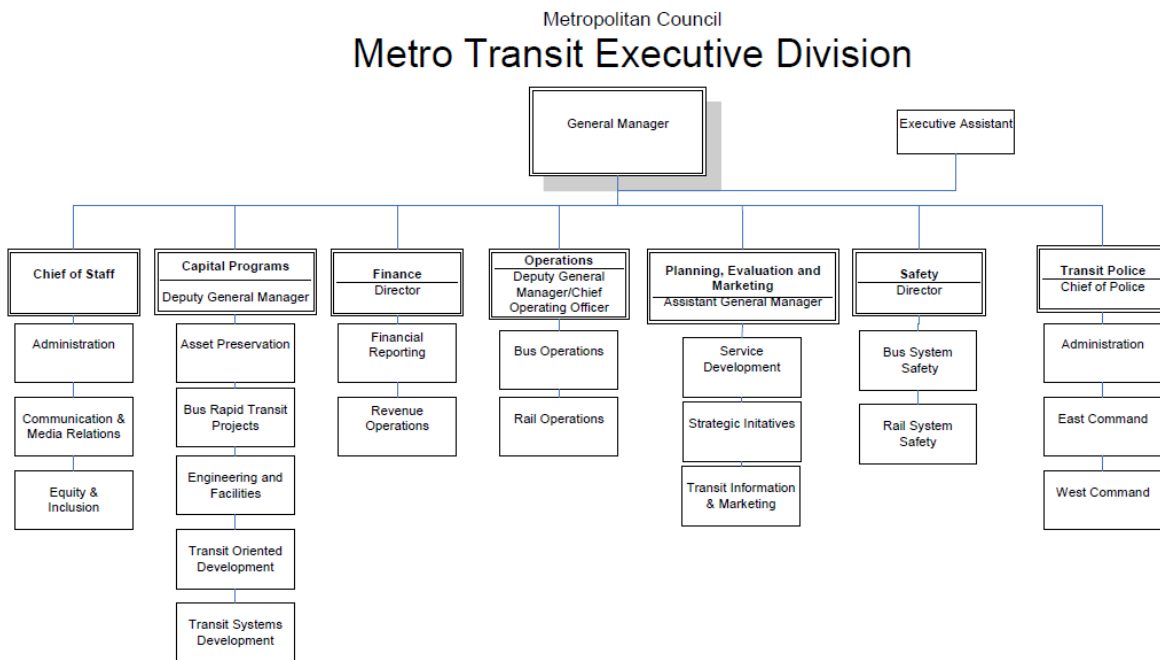 Metropolitan Council
Metro Transit Executive Division
General Manager
Executive Assistant
Chief of Staff
Administration
Communication &
Media Relations
Equity &
Inclusion
Capital Programs
Deputy General Manager
Asset Preservation
Bus Rapid Transit
Projects
Engineering and
Facilities
Transit Oriented
Development
Transit Systems
Development
Finance
Director
Financial
Reporting
Revenue
Operations
Operations
Deputy General
Manager/Chief
Operating Officer
Bus Operations
Rail Operations
Planning, Evaluation and
Marketing
Assistant General Manager
Service
Development
Strategic Initatives
Transit Information
& Marketing
Safety
Director
Bus System
Safety
Rail System
Safety
Transit Police
Chief of Police
Administration
East Command
West Command